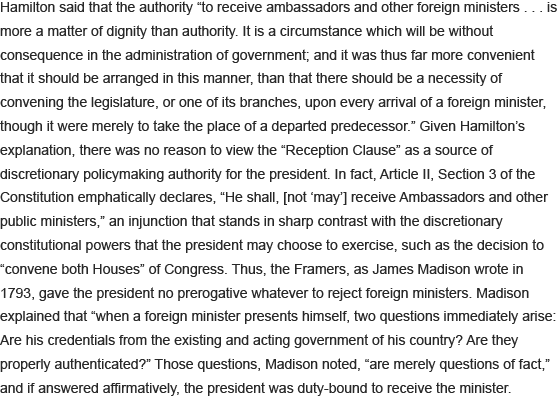 Hamilton said that the authority “to receive ambassadors and other foreign ministers . . . is
more a matter of dignity than authority. It is a circumstance which will be without
consequence in the administration of government; and it was thus far more convenient
that it should be arranged in this manner, than that there should be a necessity of
convening the legislature, or one of its branches, upon every arrival of a foreign minister,
though it were merely to take the place of a departed predecessor.” Given Hamilton’s
explanation, there was no reason to view the “Reception Clause” as a source of
discretionary policymaking authority for the president. In fact, Article II, Section 3 of the
Constitution emphatically declares, “He shall, [not ‘may’] receive Ambassadors and other
public ministers,” an injunction that stands in sharp contrast with the discretionary
constitutional powers that the president may choose to exercise, such as the decision to
“convene both Houses” of Congress. Thus, the Framers, as James Madison wrote in
1793, gave the president no prerogative whatever to reject foreign ministers. Madison
explained that “when a foreign minister presents himself, two questions immediately arise:
Are his credentials from the existing and acting government of his country? Are they
properly authenticated?” Those questions, Madison noted, “are merely questions of fact,”
and if answered affirmatively, the president was duty-bound to receive the minister.